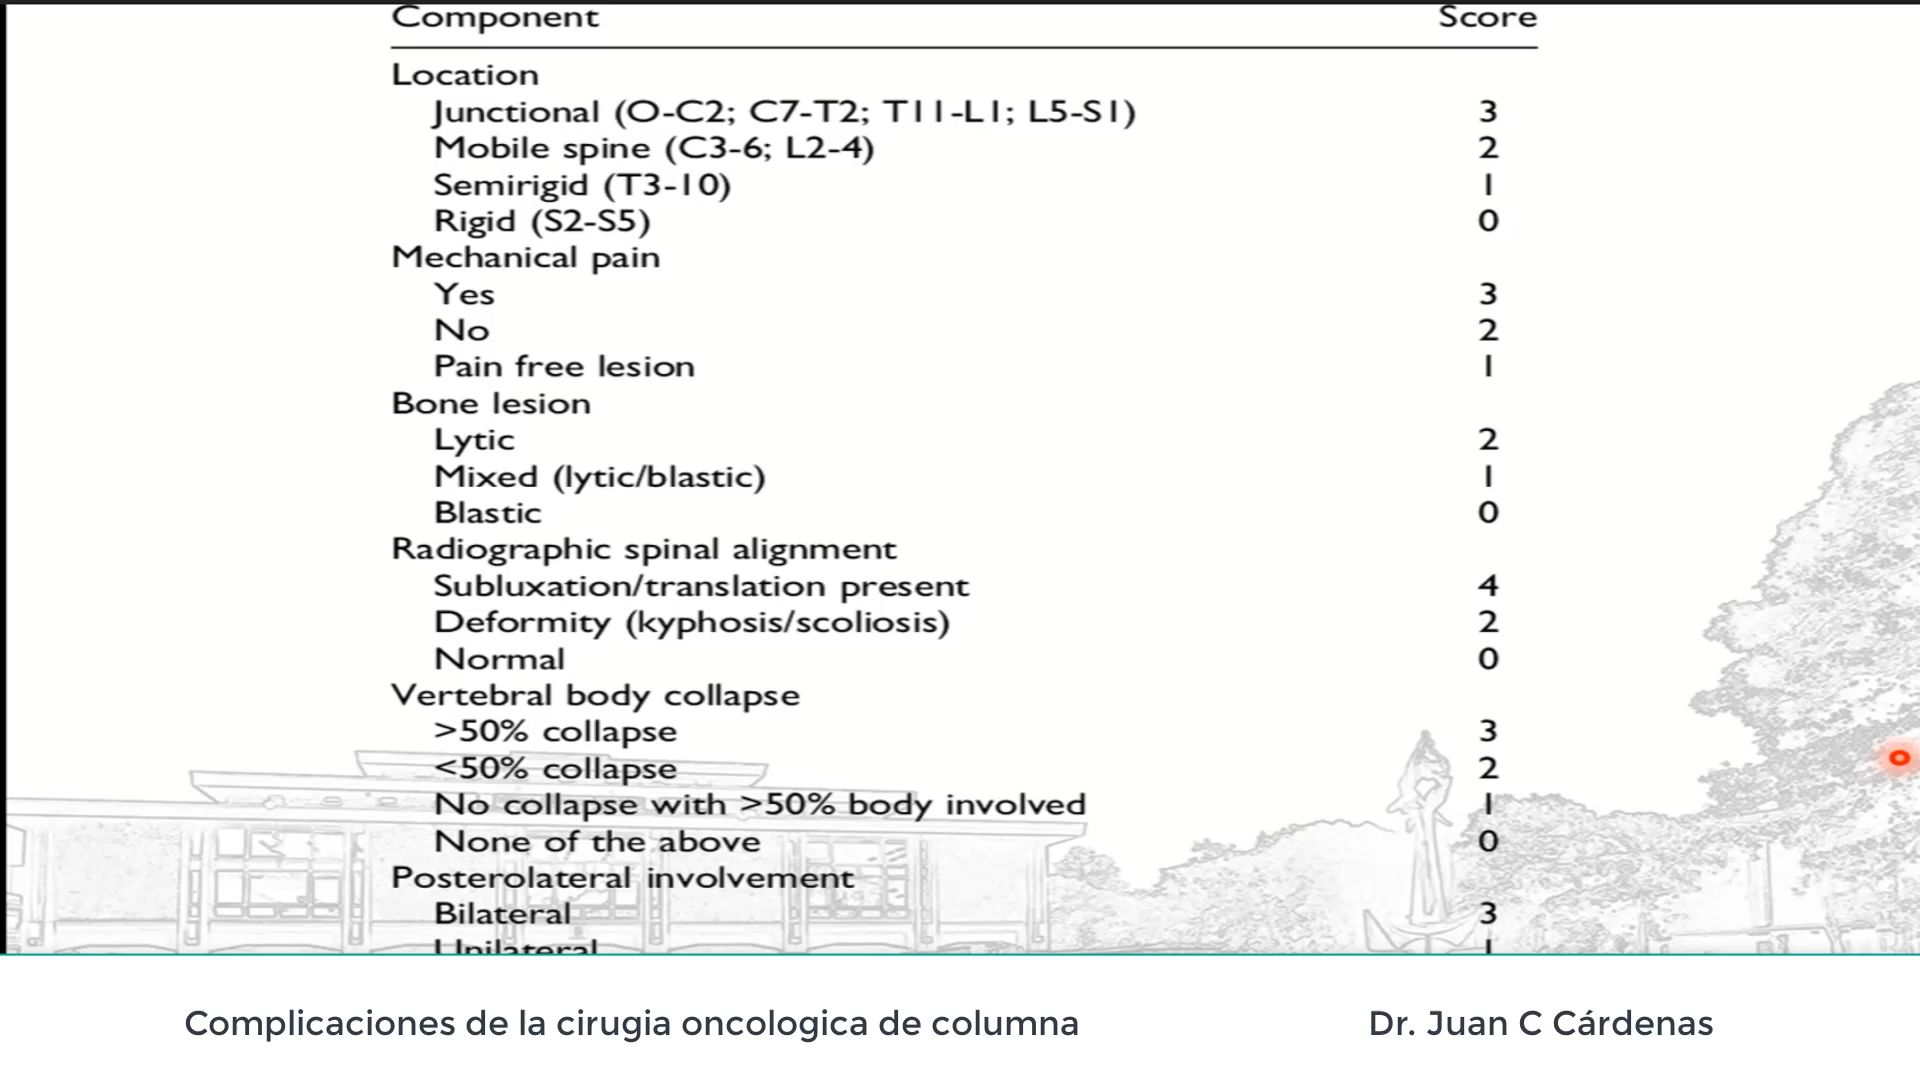 Component Score
Location
Junctional (O-C2; C7-T2; T11-L1; L5-S1) 3
Mobile spine (C3-6; L2-4) 2
Semirigid (T3-10) 1
Rigid (S2-S5) 0
Mechanical pain
Yes 3
No 2
Pain free lesion 1
Bone lesion
Lytic 2
Mixed (lytic/blastic) 1
Blastic 0
Radiographic spinal alignment
Subluxation/translation present 4
Deformity (kyphosis/scoliosis) 2
Normal 0
Vertebral body collapse
>50% collapse 3
<50% collapse 2
No collapse with >50% body involved 1
None of the above 0
Posterolateral involvement
Bilateral 3
Unilateral 1
Complicaciones de la cirugia oncologica de columna
Dr. Juan C Cárdenas